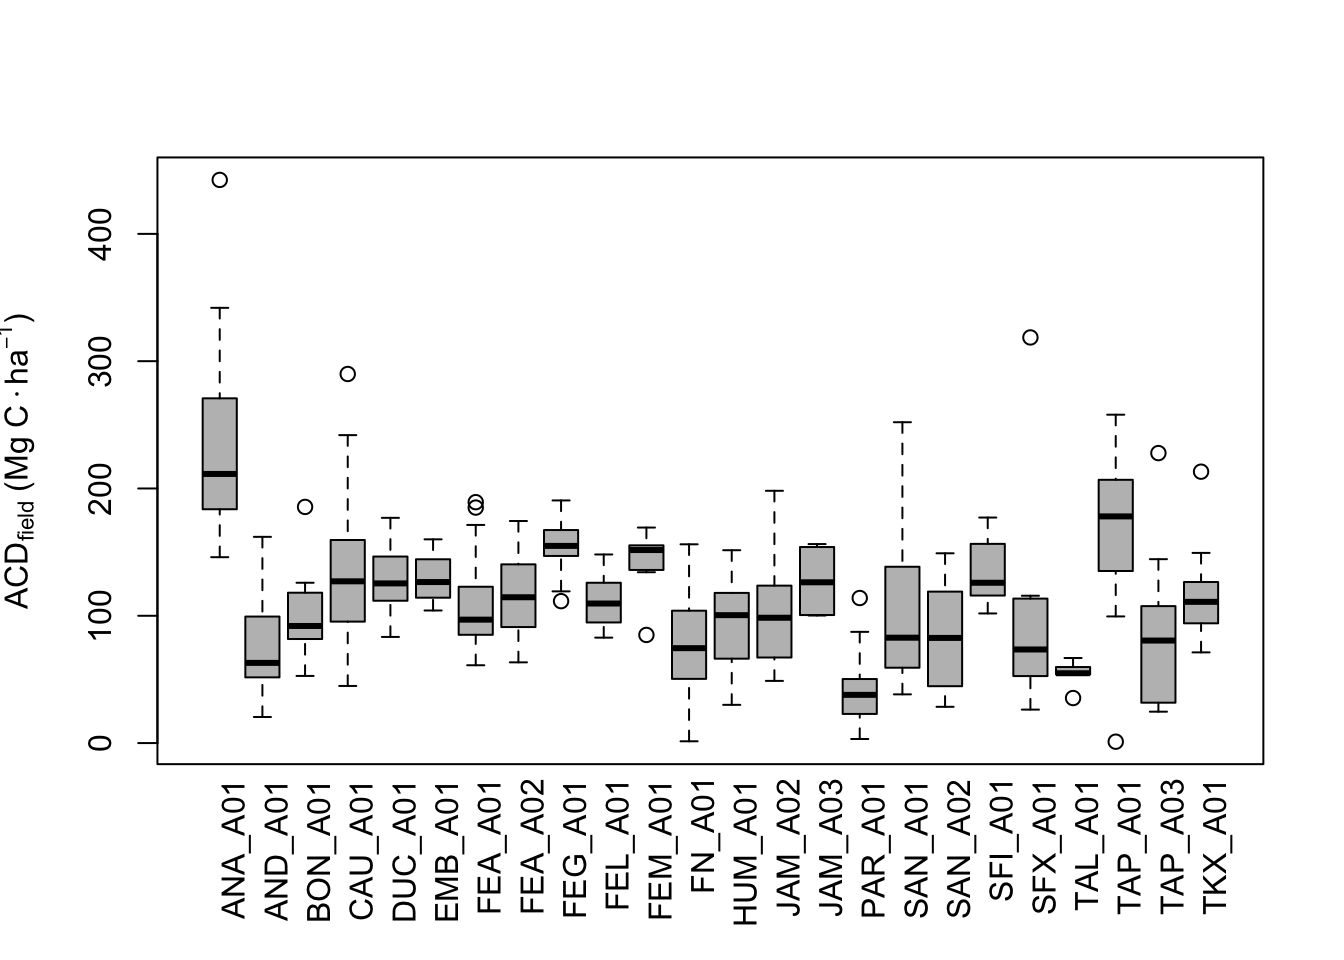 ACD_field (Mg C · ha⁻¹)
400
300
200
100
0
ANA_A01
AND_A01
BON_A01
CAU_A01
DUC_A01
EMB_A01
FEA_A01
FEA_A02
FEG_A01
FEL_A01
FEM_A01
FN_A01
HUM_A01
JAM_A02
JAM_A03
PAR_A01
SAN_A01
SAN_A02
SFI_A01
SFX_A01
TAL_A01
TAP_A01
TAP_A03
TKX_A01